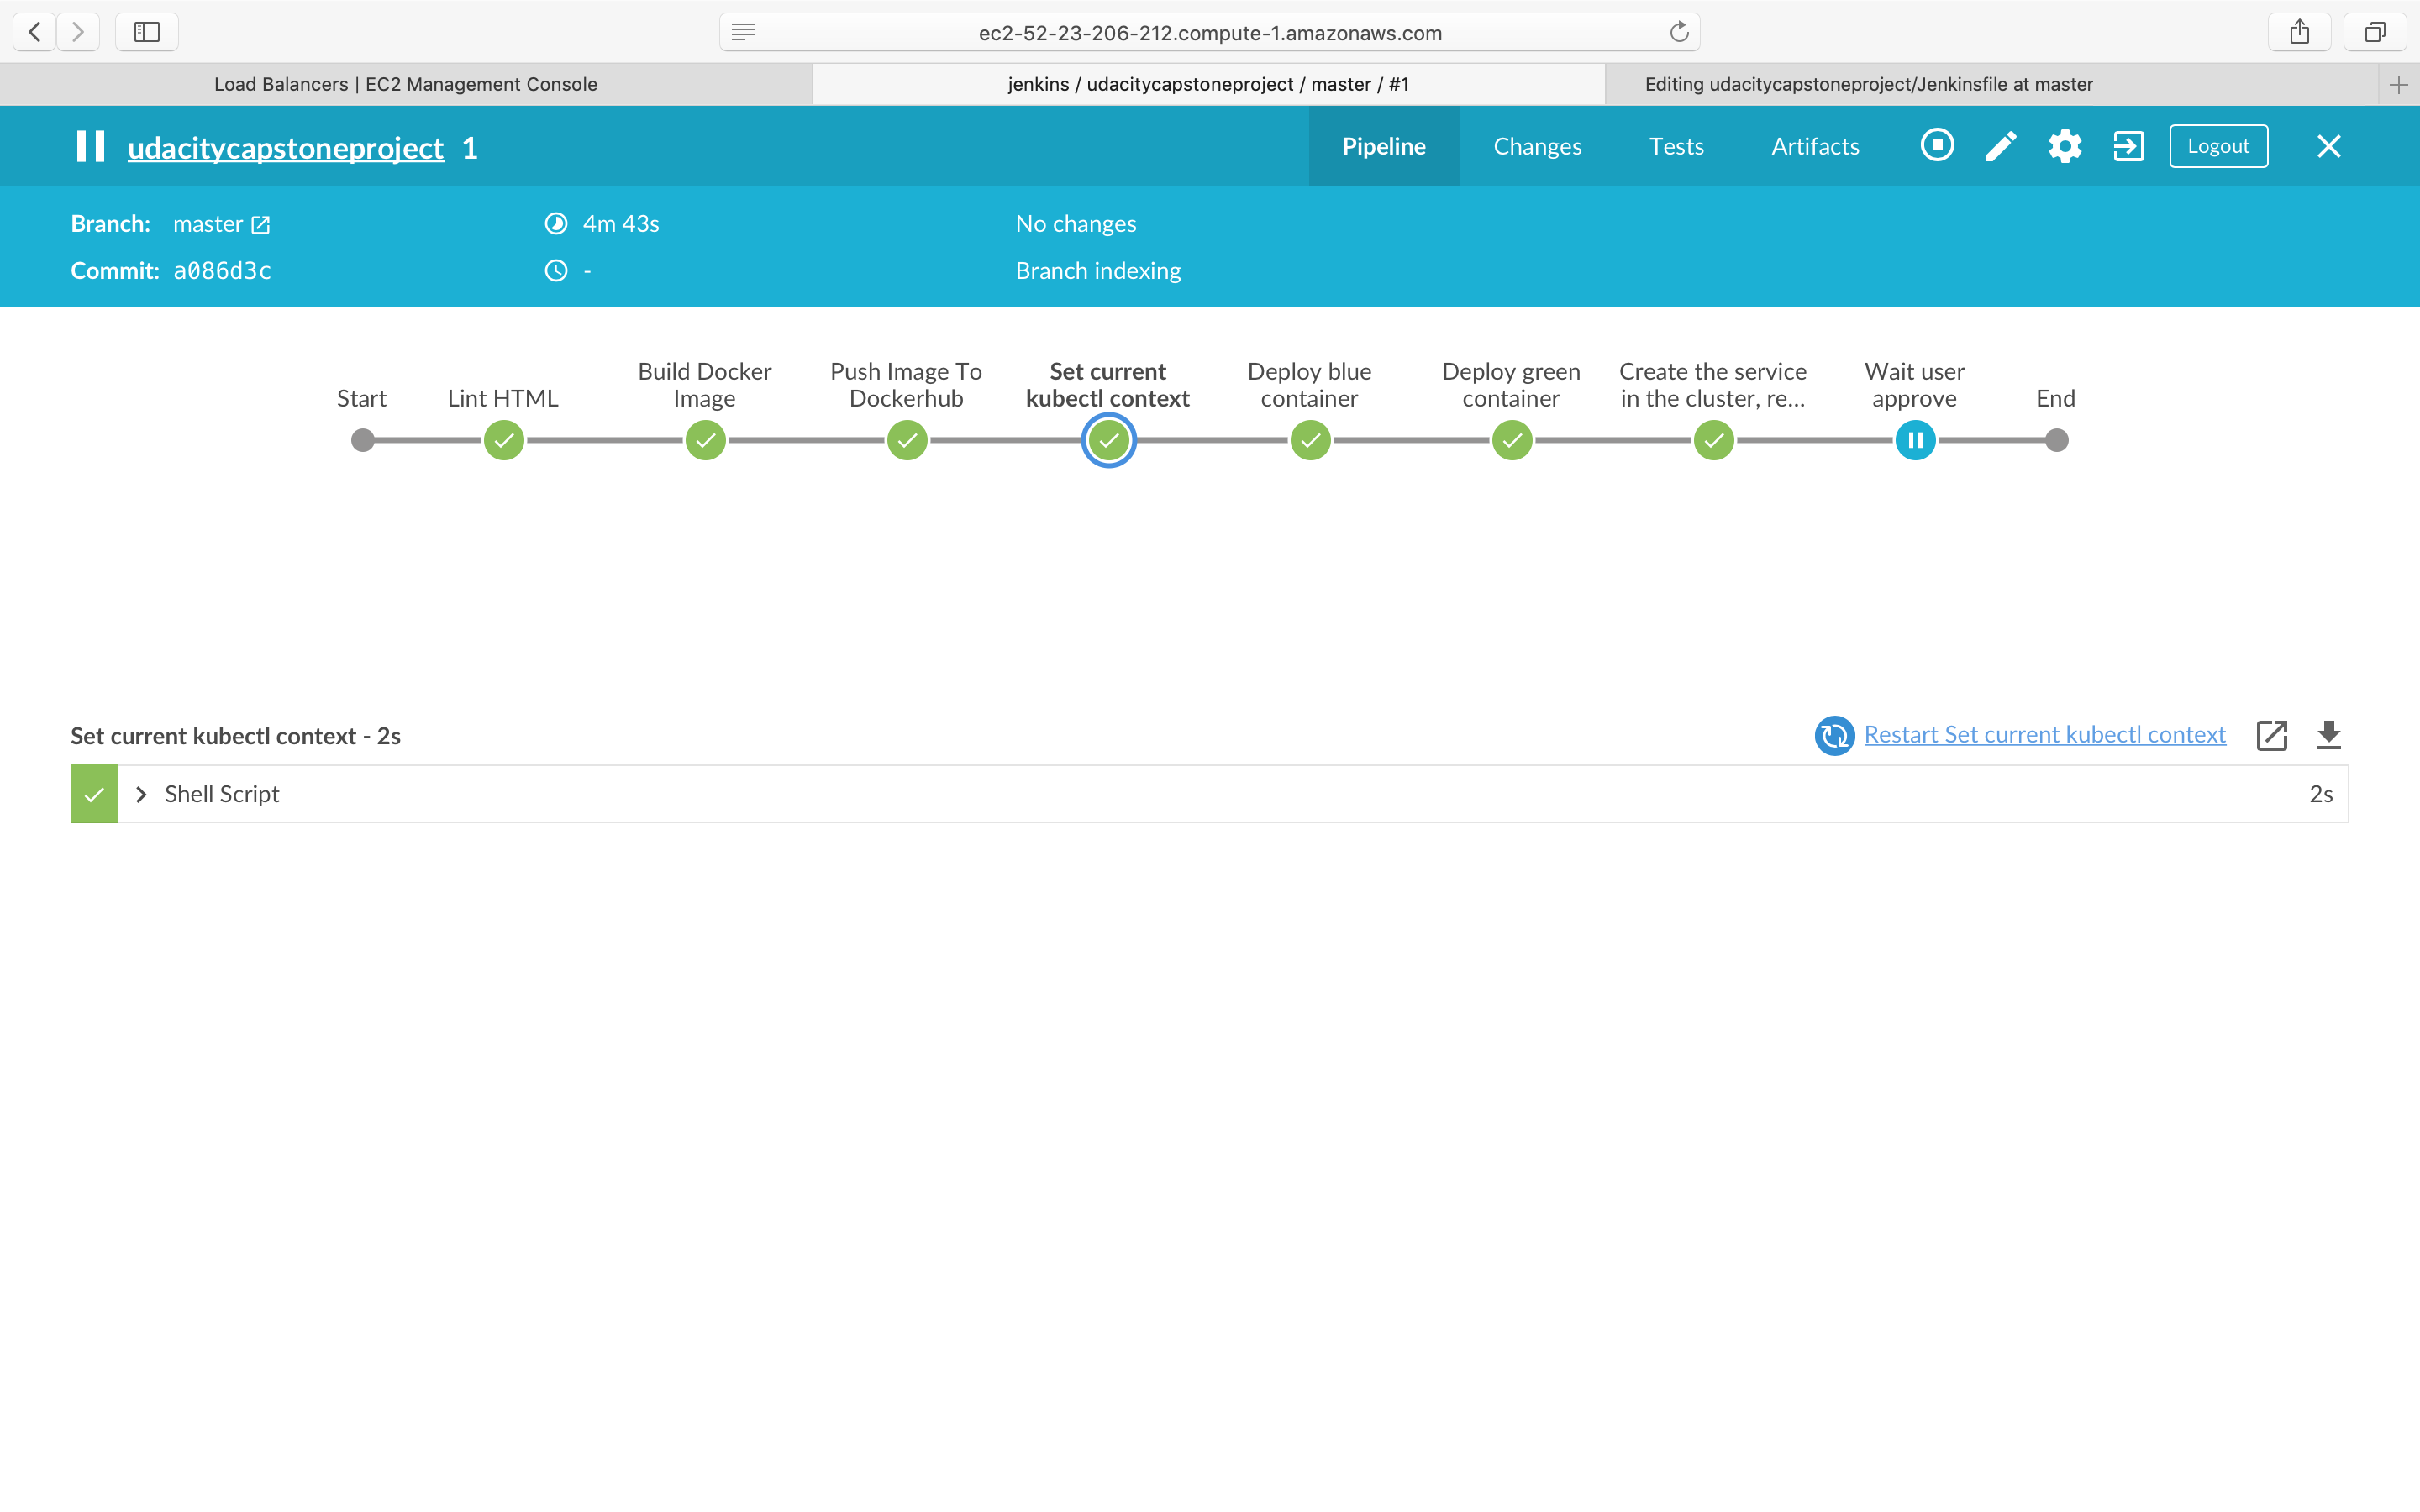 ec2-52-23-206-212.compute-1.amazonaws.com
Load Balancers | EC2 Management Console
jenkins / udacitycapstoneproject / master / #1
Editing udacitycapstoneproject/Jenkinsfile at master
udacitycapstoneproject 1
Pipeline
Changes
Tests
Artifacts
Logout
Branch: master
4m 43s
No changes
Commit: a086d3c
-
Branch indexing
Start
Lint HTML
Build Docker
Image
Push Image To
Dockerhub
Set current
kubectl context
Deploy blue
container
Deploy green
container
Create the service
in the cluster, re...
Wait user
approve
End
Set current kubectl context - 2s
Restart Set current kubectl context
Shell Script
2s